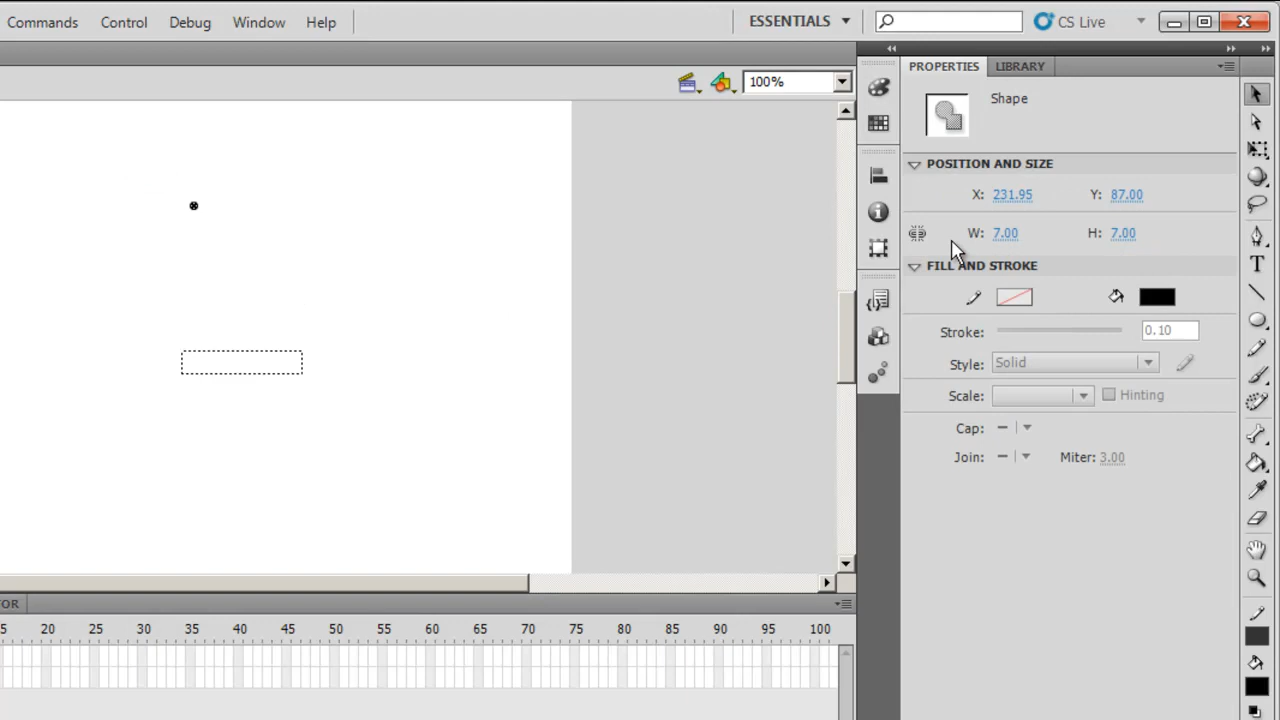 Commands Control Debug Window Help ESSENTIALS CS Live
PROPERTIES LIBRARY
100%
Shape
POSITION AND SIZE
X: 231.95 Y: 87.00
W: 7.00 H: 7.00
FILL AND STROKE
Stroke: 0.10
Style: Solid
Scale: Hinting
Cap:
Join: Miter: 3.00
OR
5 20 25 30 35 40 45 50 55 60 65 70 75 80 85 90 95 100